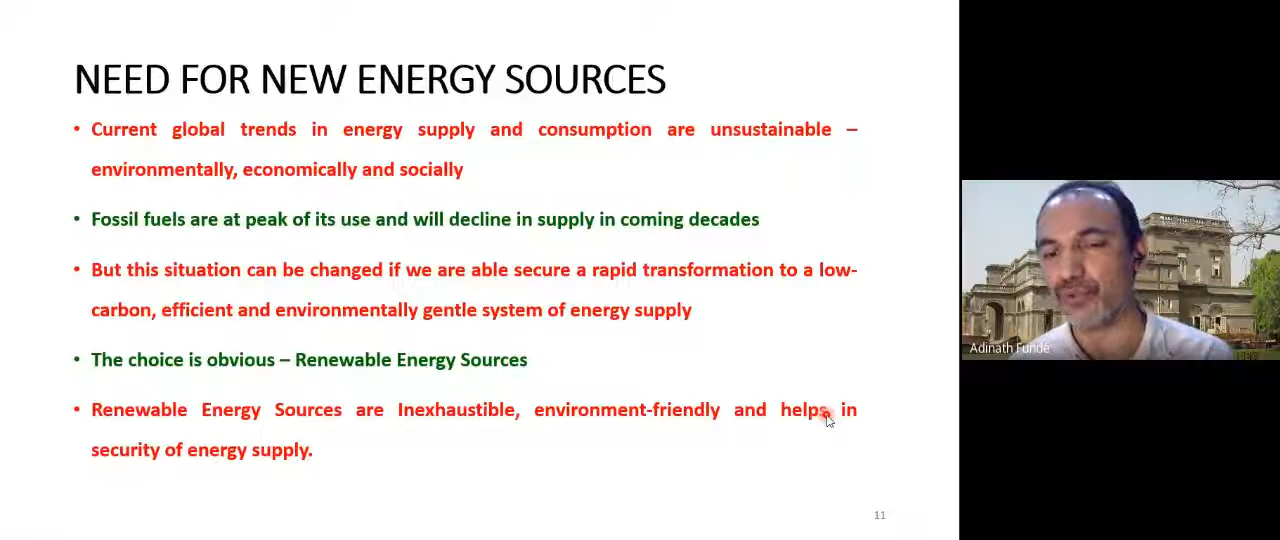 NEED FOR NEW ENERGY SOURCES
• Current global trends in energy supply and consumption are unsustainable –
environmentally, economically and socially
• Fossil fuels are at peak of its use and will decline in supply in coming decades
• But this situation can be changed if we are able secure a rapid transformation to a low-
carbon, efficient and environmentally gentle system of energy supply
• The choice is obvious – Renewable Energy Sources
• Renewable Energy Sources are Inexhaustible, environment-friendly and helps in
security of energy supply.
11
Adinath Funde